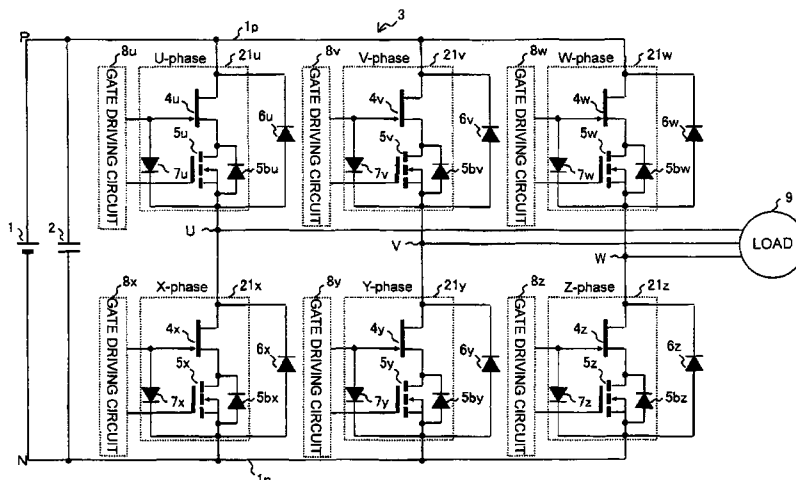 3
P
1p
8u
U-phase
21u
8v
V-phase
21v
8w
W-phase
21w
GATE DRIVING CIRCUIT
4u
6u
5u
7u
5bu
GATE DRIVING CIRCUIT
4v
6v
5v
7v
5bv
GATE DRIVING CIRCUIT
4w
6w
5w
7w
5bw
1
2
U
V
W
9
LOAD
8x
X-phase
21x
8y
Y-phase
21y
8z
Z-phase
21z
GATE DRIVING CIRCUIT
4x
6x
5x
7x
5bx
GATE DRIVING CIRCUIT
4y
6y
5y
7y
5by
GATE DRIVING CIRCUIT
4z
6z
5z
7z
5bz
N
1n